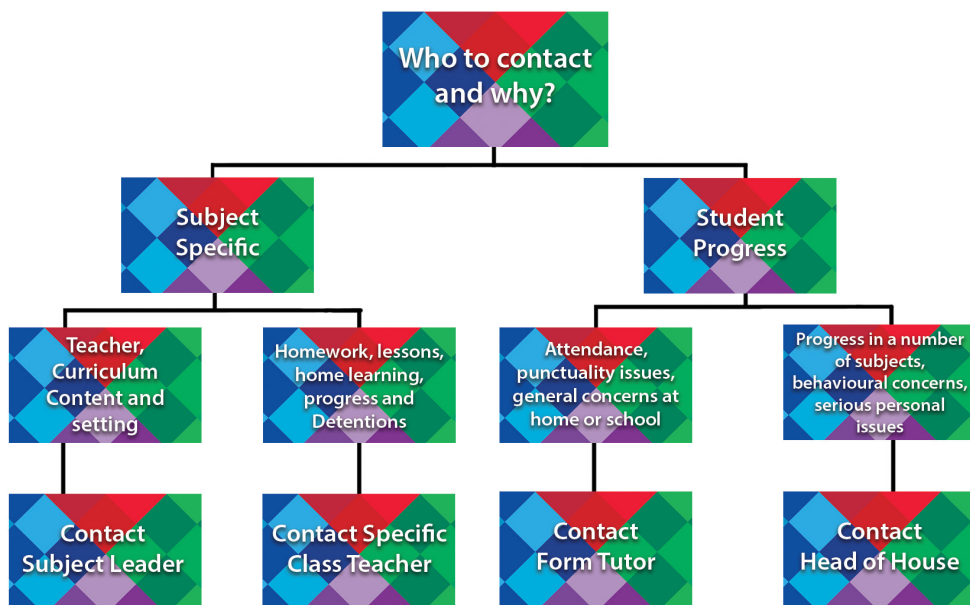 Who to contact
and why?
Subject
Specific
Student
Progress
Teacher,
Curriculum
Content and
setting
Homework, lessons,
home learning,
progress and
Detentions
Attendance,
punctuality issues,
general concerns at
home or school
Progress in a number
of subjects,
behavioural concerns,
serious personal
issues
Contact
Subject Leader
Contact Specific
Class Teacher
Contact
Form Tutor
Contact
Head of House